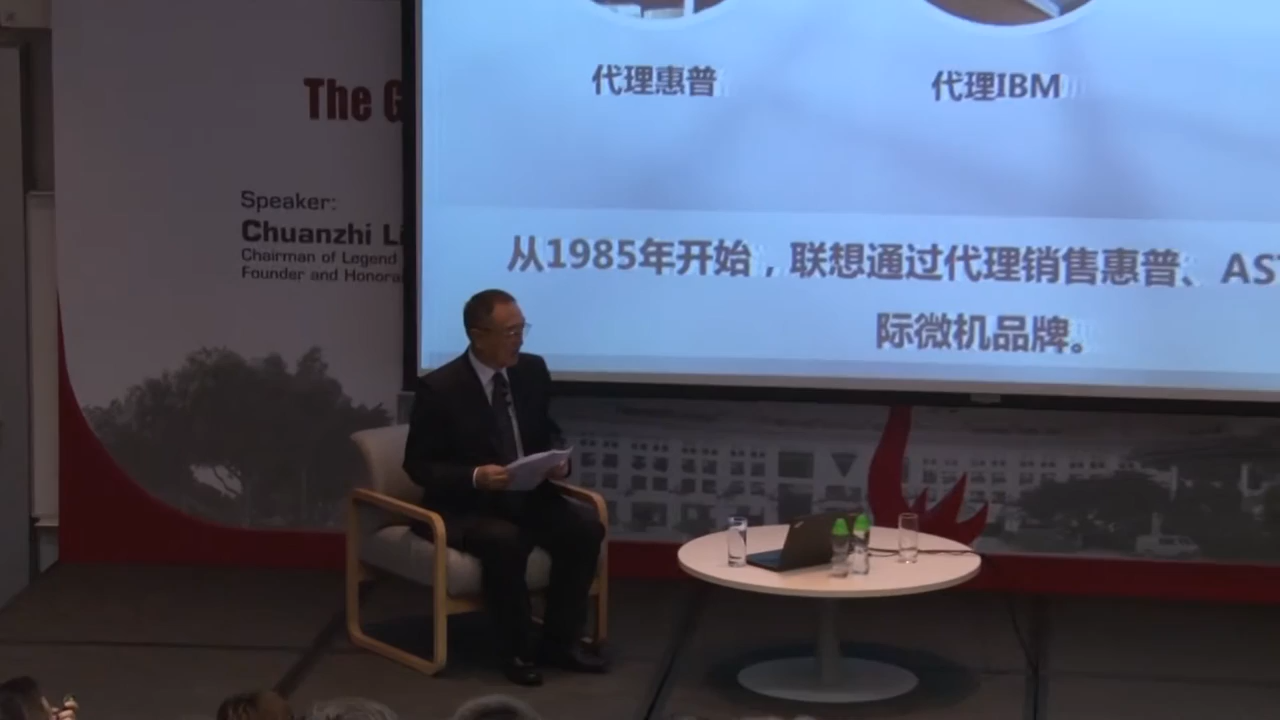 The G
Speaker:
Chuanzhi Li
Chairman of Legend
Founder and Honora
代理惠普
代理IBM
从1985年开始，联想通过代理销售惠普、AS
际微机品牌。